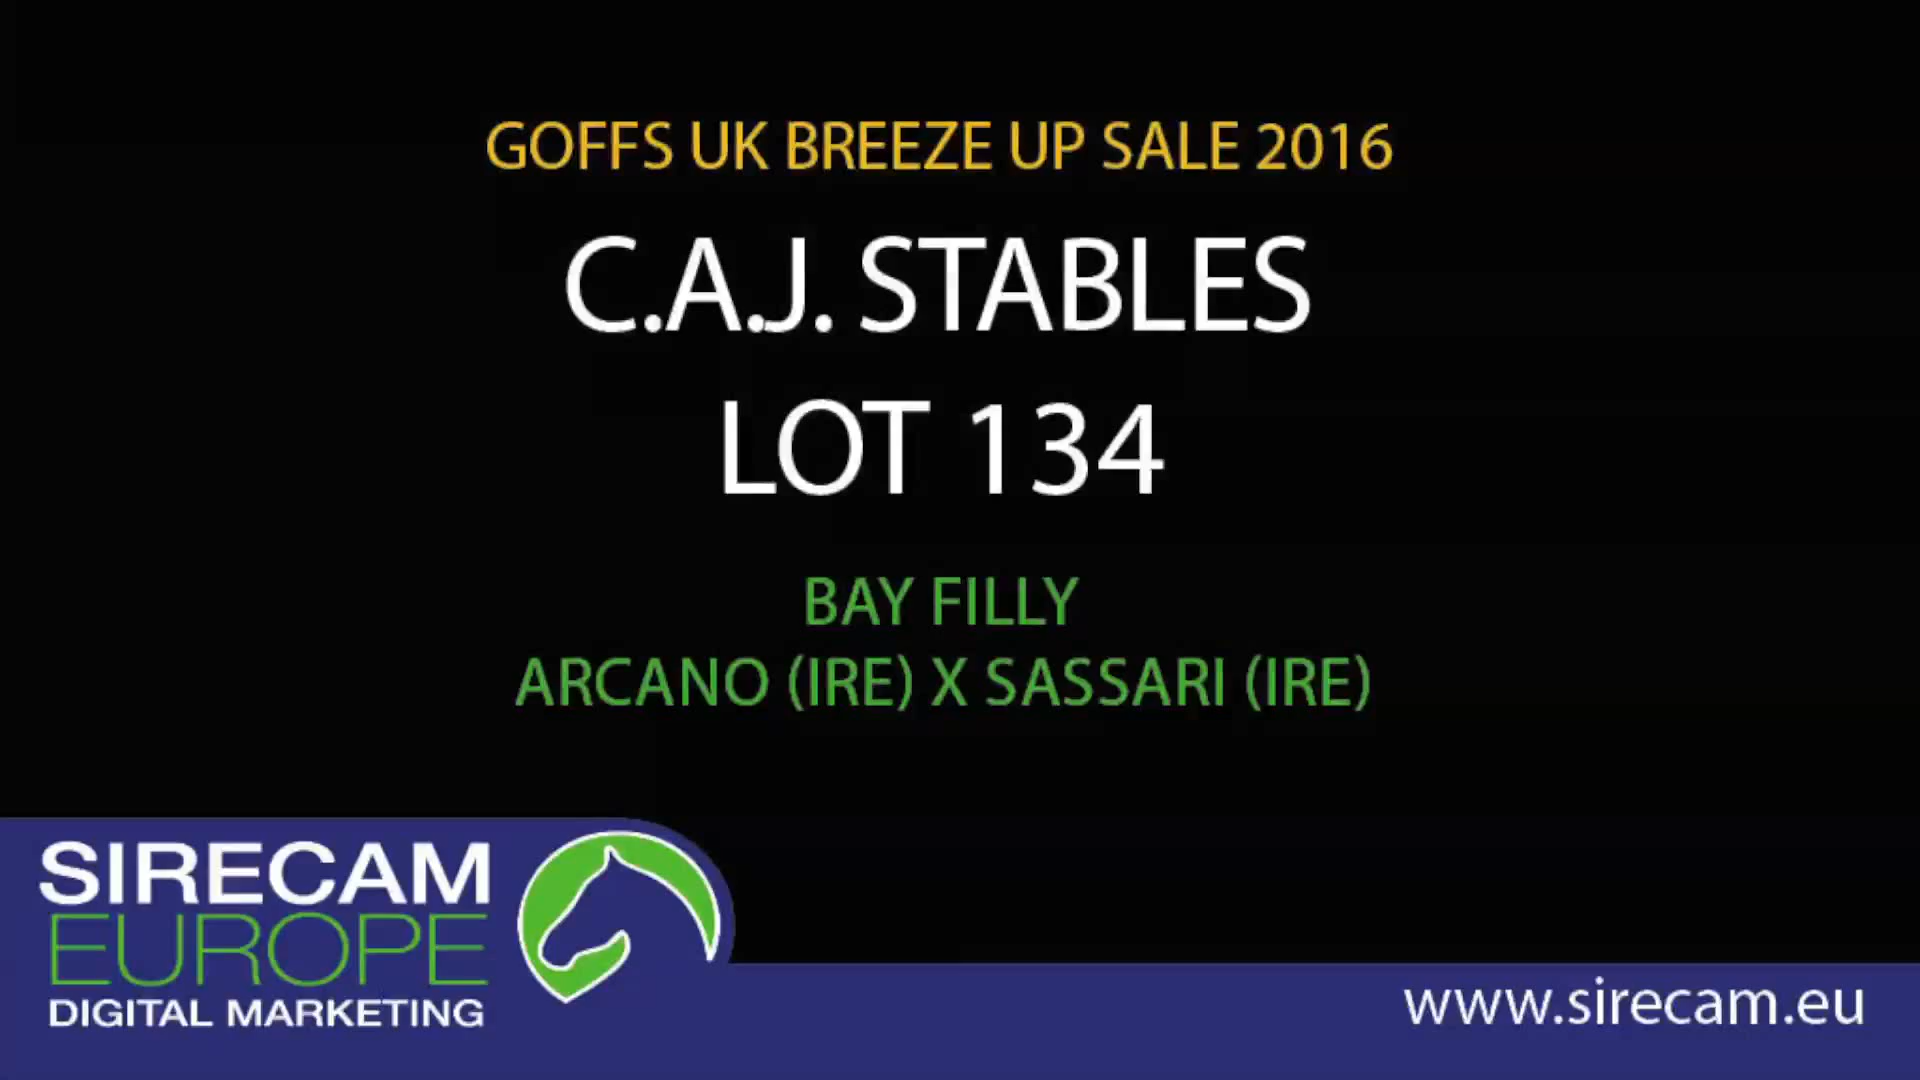 GOFFS UK BREEZE UP SALE 2016
C.A.J. STABLES
LOT 134
BAY FILLY
ARCANO (IRE) X SASSARI (IRE)
SIRECAM
EUROPE
DIGITAL MARKETING
www.sirecam.eu